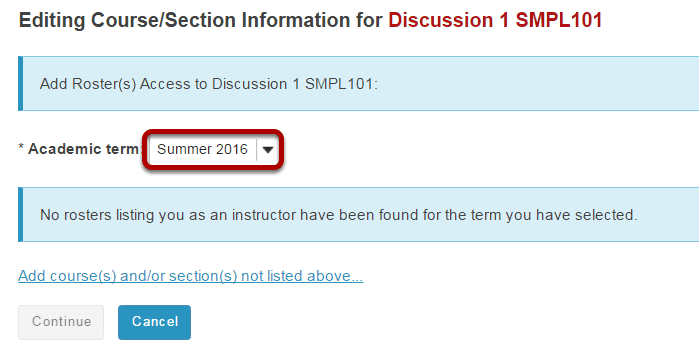 Editing Course/Section Information for Discussion 1 SMPL101
Add Roster(s) Access to Discussion 1 SMPL101:
* Academic term: Summer 2016
No rosters listing you as an instructor have been found for the term you have selected.
Add course(s) and/or section(s) not listed above...
Continue Cancel